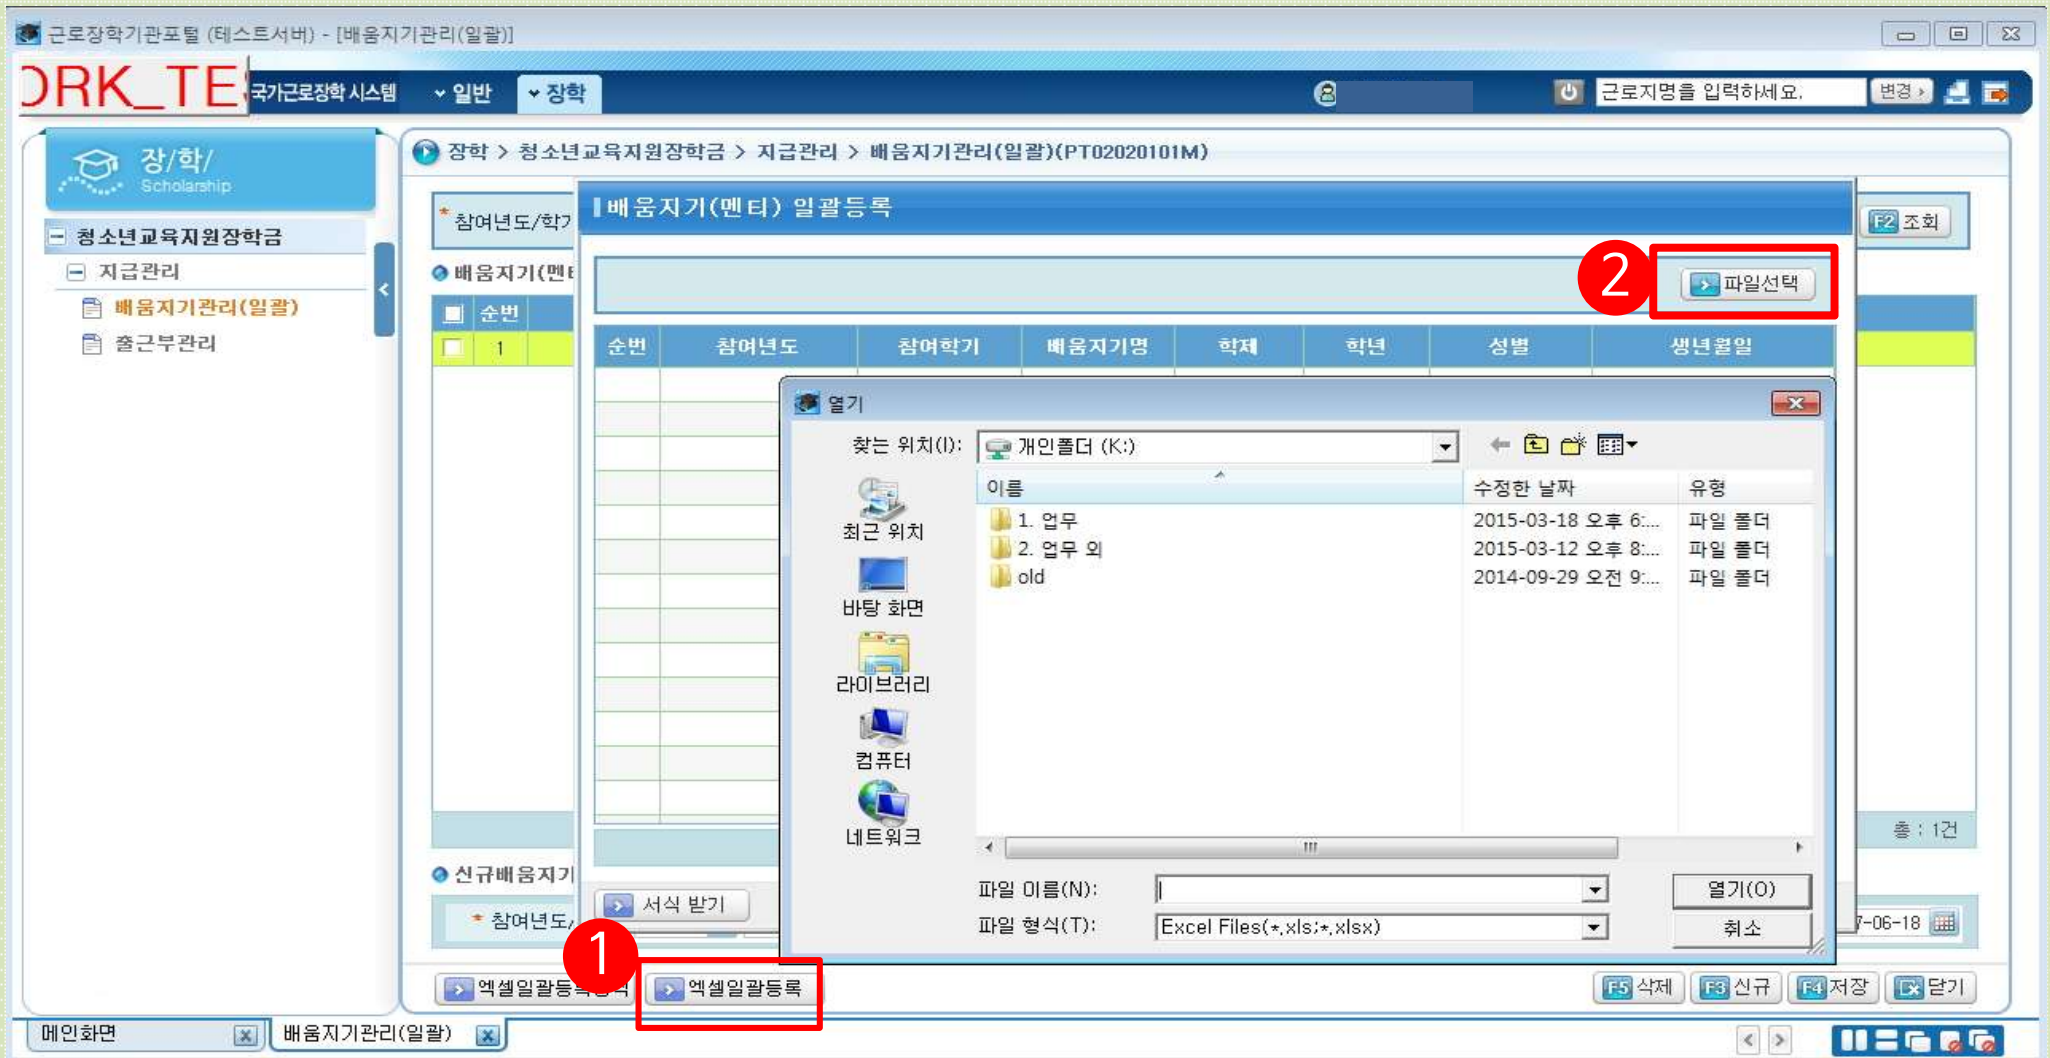 근로장학기관포털 (테스트서버) - [배움지기관리(일괄)]
ORK_TE
국가근로장학 시스템
일반
장학
근로지명을 입력하세요.
변경
장/학/
Scholarship
장학 > 청소년교육지원장학금 > 지급관리 > 배움지기관리(일괄)(PT02020101M)
청소년교육지원장학금
지급관리
배움지기관리(일괄)
출근부관리
* 참여년도/학기
F2 조회
배움지기(멘토
순번
1
배움지기(멘티) 일괄등록
2
파일선택
순번 참여년도 참여학기 배움지기명 학제 학년 성별 생년월일
열기
찾는 위치(I): 개인폴더 (K:)
이름 수정한 날짜 유형
1. 업무 2015-03-18 오후 6:... 파일 폴더
2. 업무 외 2015-03-12 오후 8:... 파일 폴더
old 2014-09-29 오전 9:... 파일 폴더
최근 위치
바탕 화면
라이브러리
컴퓨터
네트워크
파일 이름(N): 열기(O)
파일 형식(T): Excel Files(*.xls;*.xlsx) 취소
총 : 1건
신규배움지기
서식 받기
* 참여년도/
-06-18
1
엑셀일괄등록
엑셀일괄등록
F5 삭제 F3 신규 F4 저장 닫기
메인화면
배움지기관리(일괄)